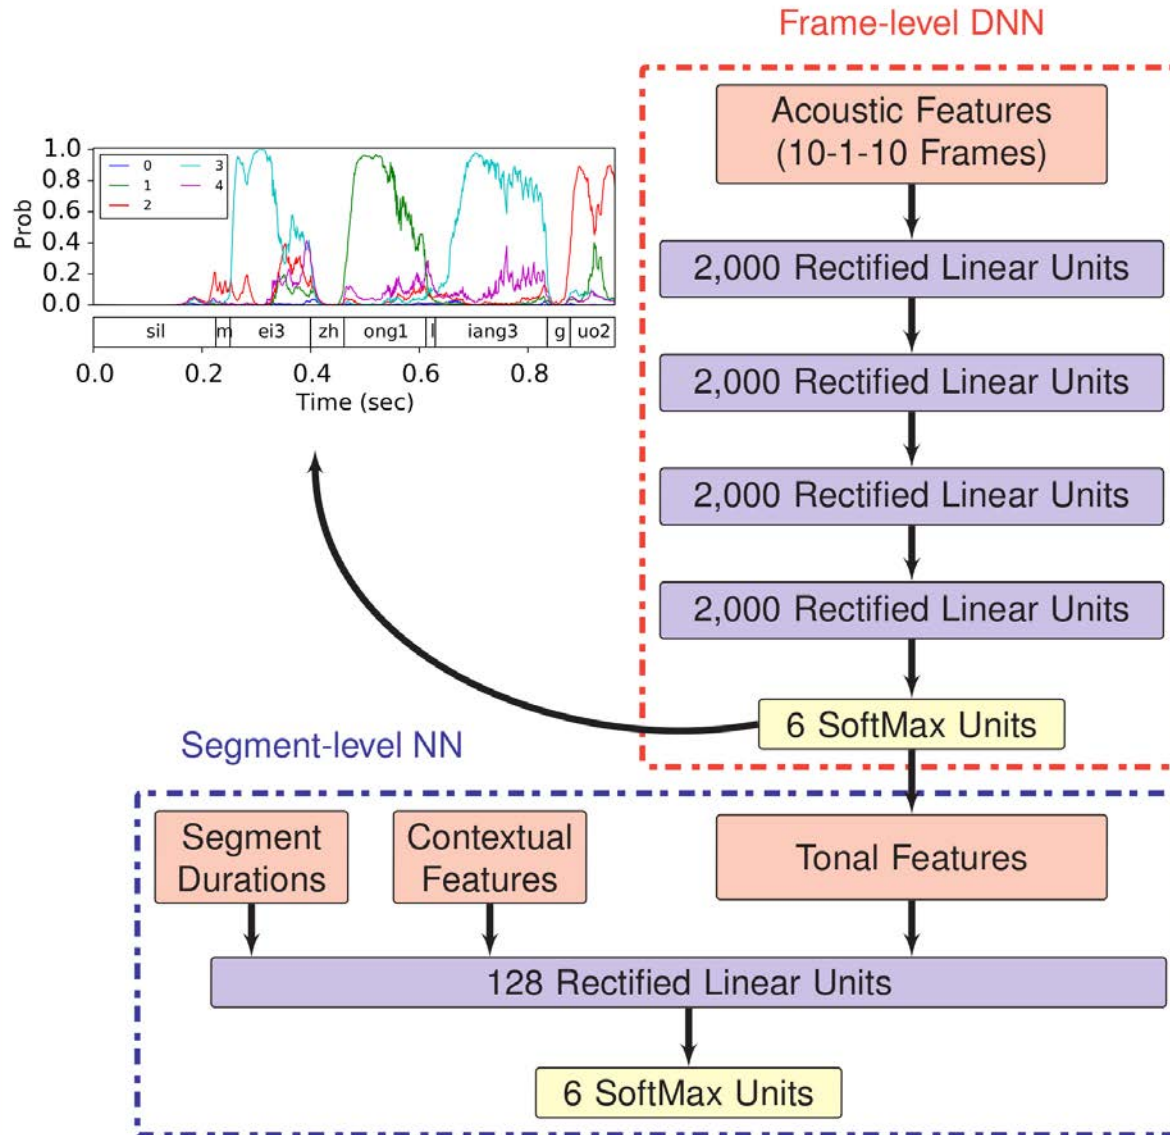 Frame-level DNN
Acoustic Features
(10-1-10 Frames)
2,000 Rectified Linear Units
2,000 Rectified Linear Units
2,000 Rectified Linear Units
2,000 Rectified Linear Units
6 SoftMax Units
1.0
0.8
0.6
0.4
0.2
0.0
Prob
0 3
1 4
2
sil m ei3 zh ong1 l iang3 g uo2
0.0 0.2 0.4 0.6 0.8
Time (sec)
Segment-level NN
Segment
Durations
Contextual
Features
Tonal Features
128 Rectified Linear Units
6 SoftMax Units